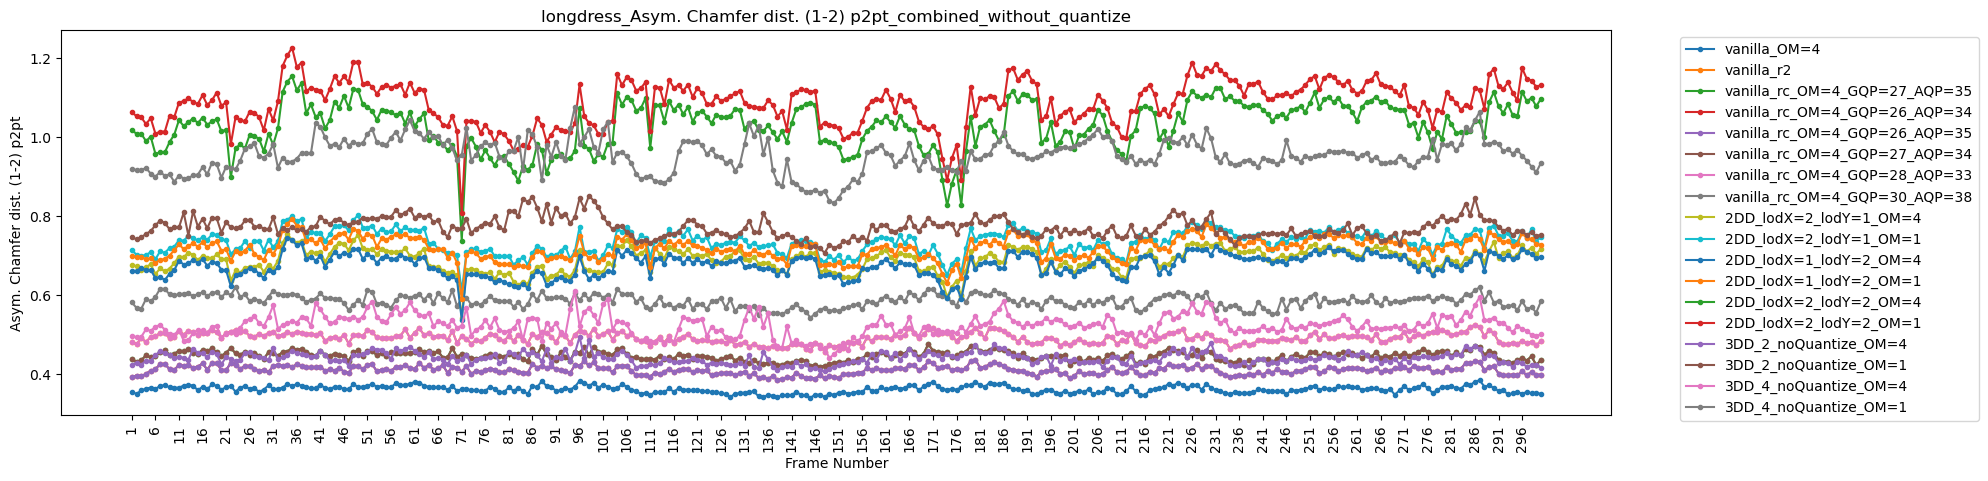 longdress_Asym. Chamfer dist. (1-2) p2pt_combined_without_quantize
Asym. Chamfer dist. (1-2) p2pt
1.2
1.0
0.8
0.6
0.4
1 6 11 16 21 26 31 36 41 46 51 56 61 66 71 76 81 86 91 96 101 106 111 116 121 126 131 136 141 146 151 156 161 166 171 176 181 186 191 196 201 206 211 216 221 226 231 236 241 246 251 256 261 266 271 276 281 286 291 296
Frame Number
vanilla_OM=4
vanilla_r2
vanilla_rc_OM=4_GQP=27_AQP=35
vanilla_rc_OM=4_GQP=26_AQP=34
vanilla_rc_OM=4_GQP=26_AQP=35
vanilla_rc_OM=4_GQP=27_AQP=34
vanilla_rc_OM=4_GQP=28_AQP=33
vanilla_rc_OM=4_GQP=30_AQP=38
2DD_lodX=2_lodY=1_OM=4
2DD_lodX=2_lodY=1_OM=1
2DD_lodX=1_lodY=2_OM=4
2DD_lodX=1_lodY=2_OM=1
2DD_lodX=2_lodY=2_OM=4
2DD_lodX=2_lodY=2_OM=1
3DD_2_noQuantize_OM=4
3DD_2_noQuantize_OM=1
3DD_4_noQuantize_OM=4
3DD_4_noQuantize_OM=1